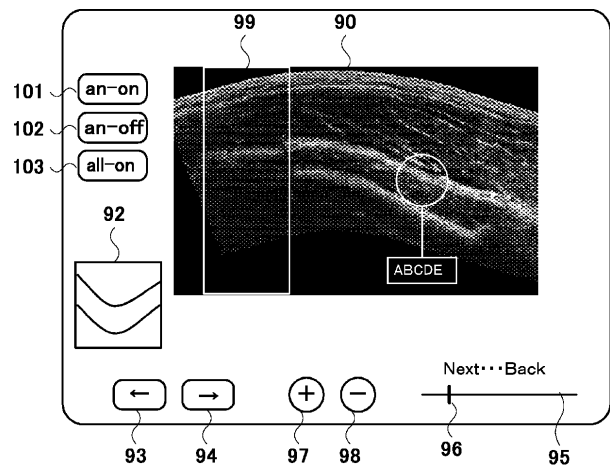 99 90
101 an-on
102 an-off
103 all-on
92
ABCDE
Next･･･Back
← → + −
93 94 97 98 96 95